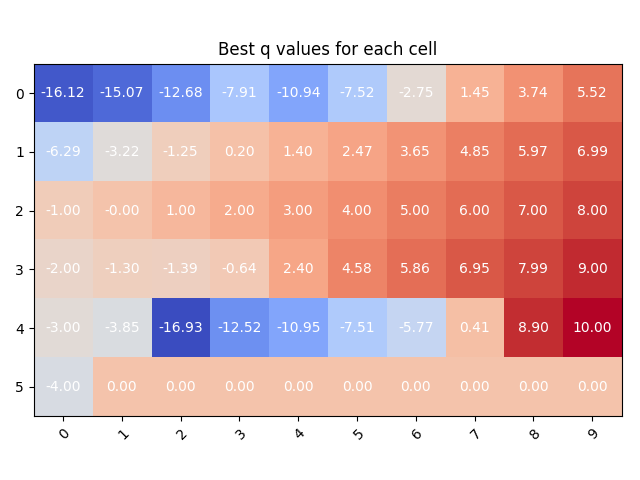 Best q values for each cell
0 -16.12 -15.07 -12.68 -7.91 -10.94 -7.52 -2.75 1.45 3.74 5.52
1 -6.29 -3.22 -1.25 0.20 1.40 2.47 3.65 4.85 5.97 6.99
2 -1.00 -0.00 1.00 2.00 3.00 4.00 5.00 6.00 7.00 8.00
3 -2.00 -1.30 -1.39 -0.64 2.40 4.58 5.86 6.95 7.99 9.00
4 -3.00 -3.85 -16.93 -12.52 -10.95 -7.51 -5.77 0.41 8.90 10.00
5 -4.00 0.00 0.00 0.00 0.00 0.00 0.00 0.00 0.00 0.00
0 1 2 3 4 5 6 7 8 9